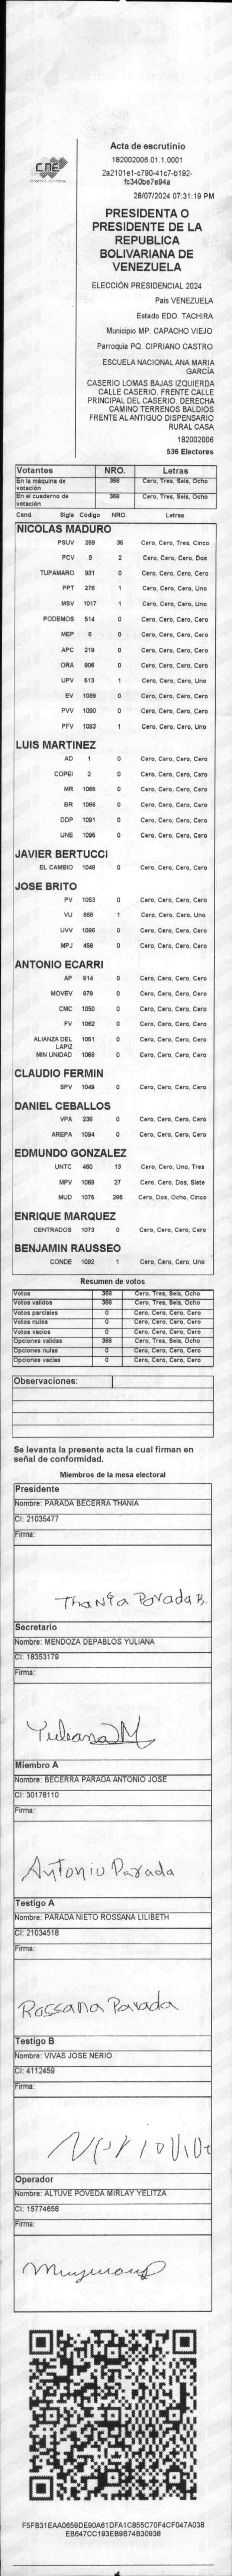 CNE
Acta de escrutinio
182002006.01.1.0001
2a2101e1-c790-41c7-b192-
fc340be7e94a
28/07/2024 07:31:19 PM
PRESIDENTA O
PRESIDENTE DE LA
REPUBLICA
BOLIVARIANA DE
VENEZUELA
ELECCIÓN PRESIDENCIAL 2024
Pais VENEZUELA
Estado EDO. TACHIRA
Municipio MP. CAPACHO VIEJO
Parroquia PQ. CIPRIANO CASTRO
ESCUELA NACIONAL ANA MARIA
GARCÍA
CASERIO LOMAS BAJAS IZQUIERDA
CALLE CASERIO. FRENTE CALLE
PRINCIPAL DEL CASERIO. DERECHA
CAMINO TERRENOS BALDIOS
FRENTE AL ANTIGUO DISPENSARIO
RURAL CASA
182002006
536 Electores
Votantes NRO. Letras
En la máquina de votación 368 Cero, Tres, Seis, Ocho
En el cuaderno de votación 368 Cero, Tres, Seis, Ocho
Cand. Sigla Código NRO. Letras
NICOLAS MADURO
PSUV 269 35 Cero, Cero, Tres, Cinco
PCV 9 2 Cero, Cero, Cero, Dos
TUPAMARO 931 0 Cero, Cero, Cero, Cero
PPT 276 1 Cero, Cero, Cero, Uno
MSV 1017 1 Cero, Cero, Cero, Uno
PODEMOS 514 0 Cero, Cero, Cero, Cero
MEP 6 0 Cero, Cero, Cero, Cero
APC 219 0 Cero, Cero, Cero, Cero
ORA 906 0 Cero, Cero, Cero, Cero
UPV 513 1 Cero, Cero, Cero, Uno
EV 1089 0 Cero, Cero, Cero, Cero
PVV 1090 0 Cero, Cero, Cero, Cero
PFV 1093 1 Cero, Cero, Cero, Uno
LUIS MARTINEZ
AD 1 0 Cero, Cero, Cero, Cero
COPEI 2 0 Cero, Cero, Cero, Cero
MR 1065 0 Cero, Cero, Cero, Cero
BR 1066 0 Cero, Cero, Cero, Cero
DDP 1091 0 Cero, Cero, Cero, Cero
UNE 1095 0 Cero, Cero, Cero, Cero
JAVIER BERTUCCI
EL CAMBIO 1048 0 Cero, Cero, Cero, Cero
JOSE BRITO
PV 1053 0 Cero, Cero, Cero, Cero
VU 868 1 Cero, Cero, Cero, Uno
UVV 1096 0 Cero, Cero, Cero, Cero
MPJ 458 0 Cero, Cero, Cero, Cero
ANTONIO ECARRI
AP 814 0 Cero, Cero, Cero, Cero
MOVEV 878 0 Cero, Cero, Cero, Cero
CMC 1050 0 Cero, Cero, Cero, Cero
FV 1062 0 Cero, Cero, Cero, Cero
ALIANZA DEL LAPIZ 1061 0 Cero, Cero, Cero, Cero
MIN UNIDAD 1068 0 Cero, Cero, Cero, Cero
CLAUDIO FERMIN
SPV 1049 0 Cero, Cero, Cero, Cero
DANIEL CEBALLOS
VPA 236 0 Cero, Cero, Cero, Cero
AREPA 1094 0 Cero, Cero, Cero, Cero
EDMUNDO GONZALEZ
UNTC 460 13 Cero, Cero, Uno, Tres
MPV 1069 27 Cero, Cero, Dos, Siete
MUD 1075 285 Cero, Dos, Ocho, Cinco
ENRIQUE MARQUEZ
CENTRADOS 1073 0 Cero, Cero, Cero, Cero
BENJAMIN RAUSSEO
CONDE 1092 1 Cero, Cero, Cero, Uno
Resumen de votos
Votos 368 Cero, Tres, Seis, Ocho
Votos validos 368 Cero, Tres, Seis, Ocho
Votos parciales 0 Cero, Cero, Cero, Cero
Votos nulos 0 Cero, Cero, Cero, Cero
Votos vacios 0 Cero, Cero, Cero, Cero
Opciones validas 368 Cero, Tres, Seis, Ocho
Opciones nulas 0 Cero, Cero, Cero, Cero
Opciones vacias 0 Cero, Cero, Cero, Cero
Observaciones:
Se levanta la presente acta la cual firman en
señal de conformidad.
Miembros de la mesa electoral
Presidente
Nombre: PARADA BECERRA THANIA
CI: 21035477
Firma:
Thania Parada B.
Secretario
Nombre: MENDOZA DEPABLOS YULIANA
CI: 18353179
Firma:
Yuliana M
Miembro A
Nombre: BECERRA PARADA ANTONIO JOSE
CI: 30178110
Firma:
Antonio Parada
Testigo A
Nombre: PARADA NIETO ROSSANA LILIBETH
CI: 21034518
Firma:
Rossana Parada
Testigo B
Nombre: VIVAS JOSE NERIO
CI: 4112459
Firma:
Nerio Viva
Operador
Nombre: ALTUVE POVEDA MIRLAY YELITZA
CI: 15774658
Firma:
F5FB31EAA0659DE90A61DFA1C855C70F4CF047A038
EB647CC193EB9B74B30938